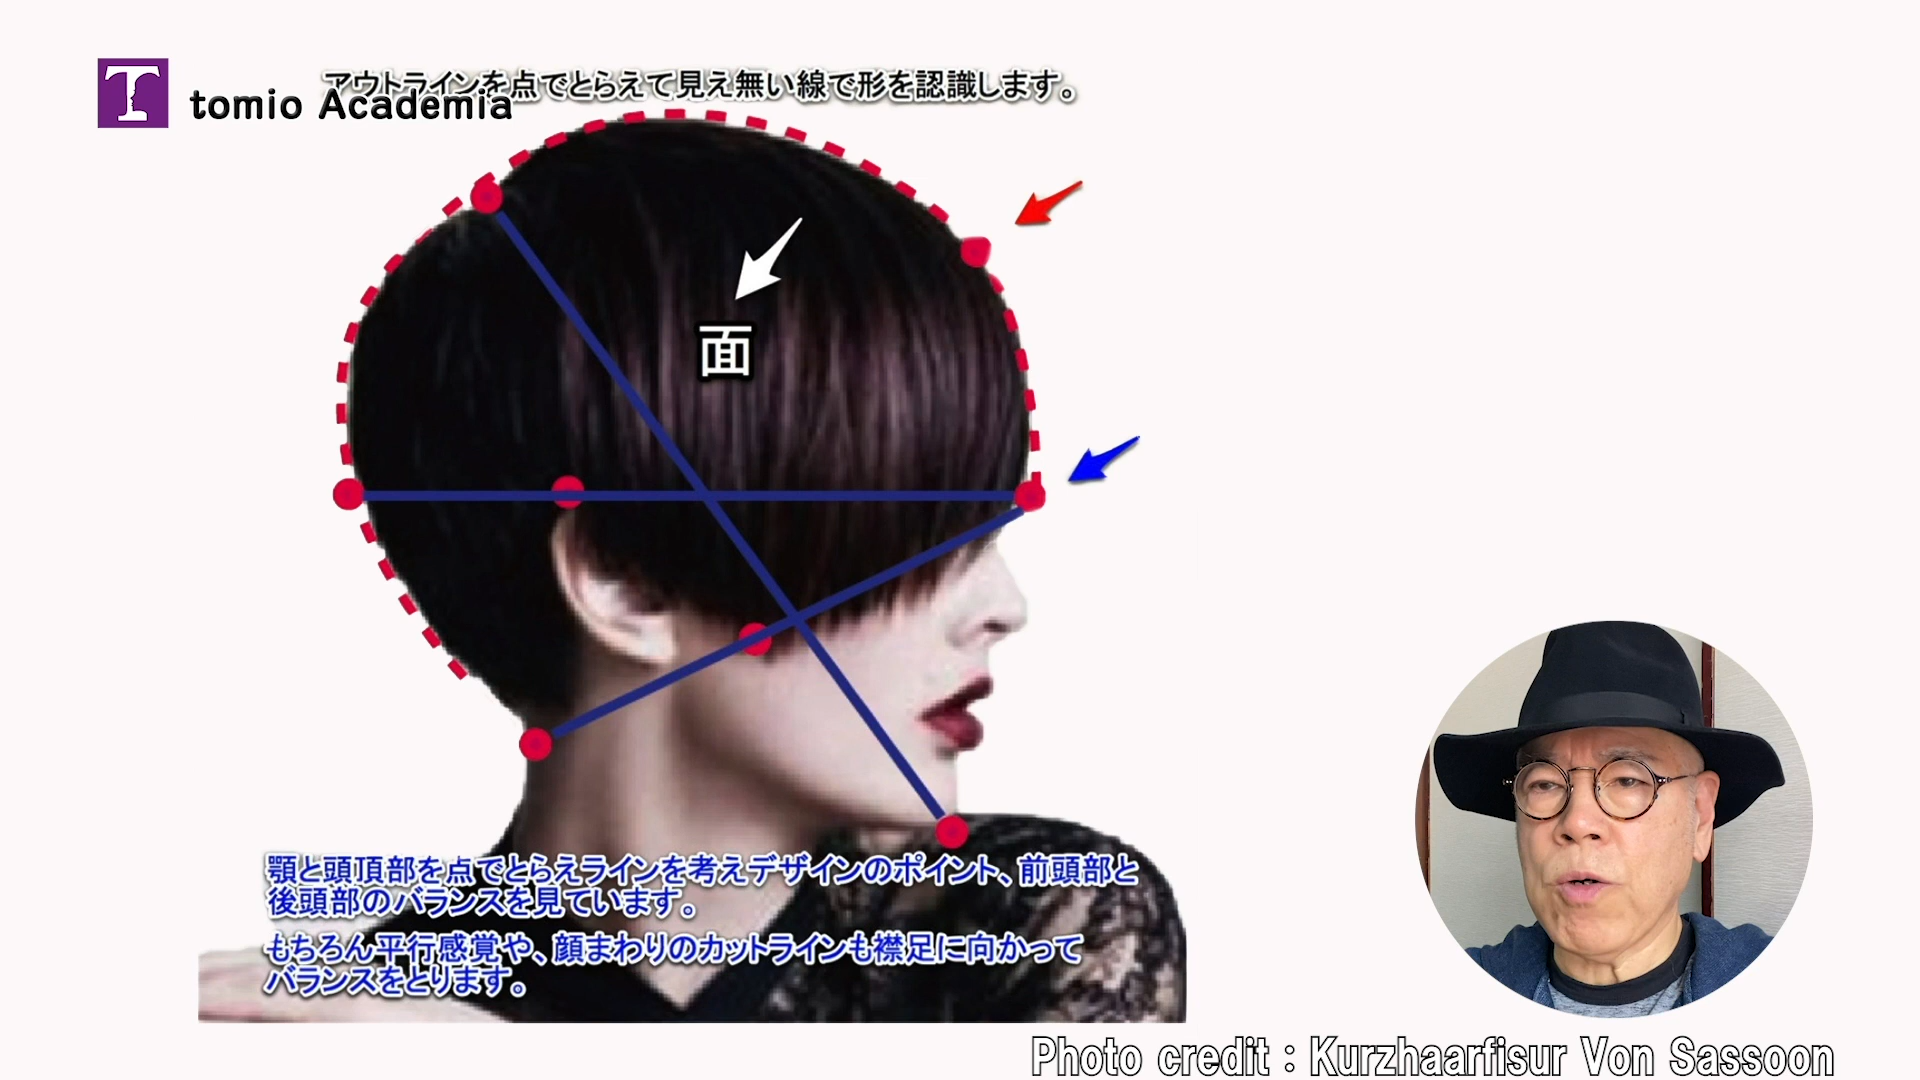 アウトラインを点でとらえて見え無い線で形を認識します。
T
tomio Academia
面
顎と頭頂部を点でとらえラインを考えデザインのポイント、前頭部と
後頭部のバランスを見ています。
もちろん平行感覚や、顔まわりのカットラインも襟足に向かって
バランスをとります。
Photo credit : Kurzhaarfisur Von Sassoon